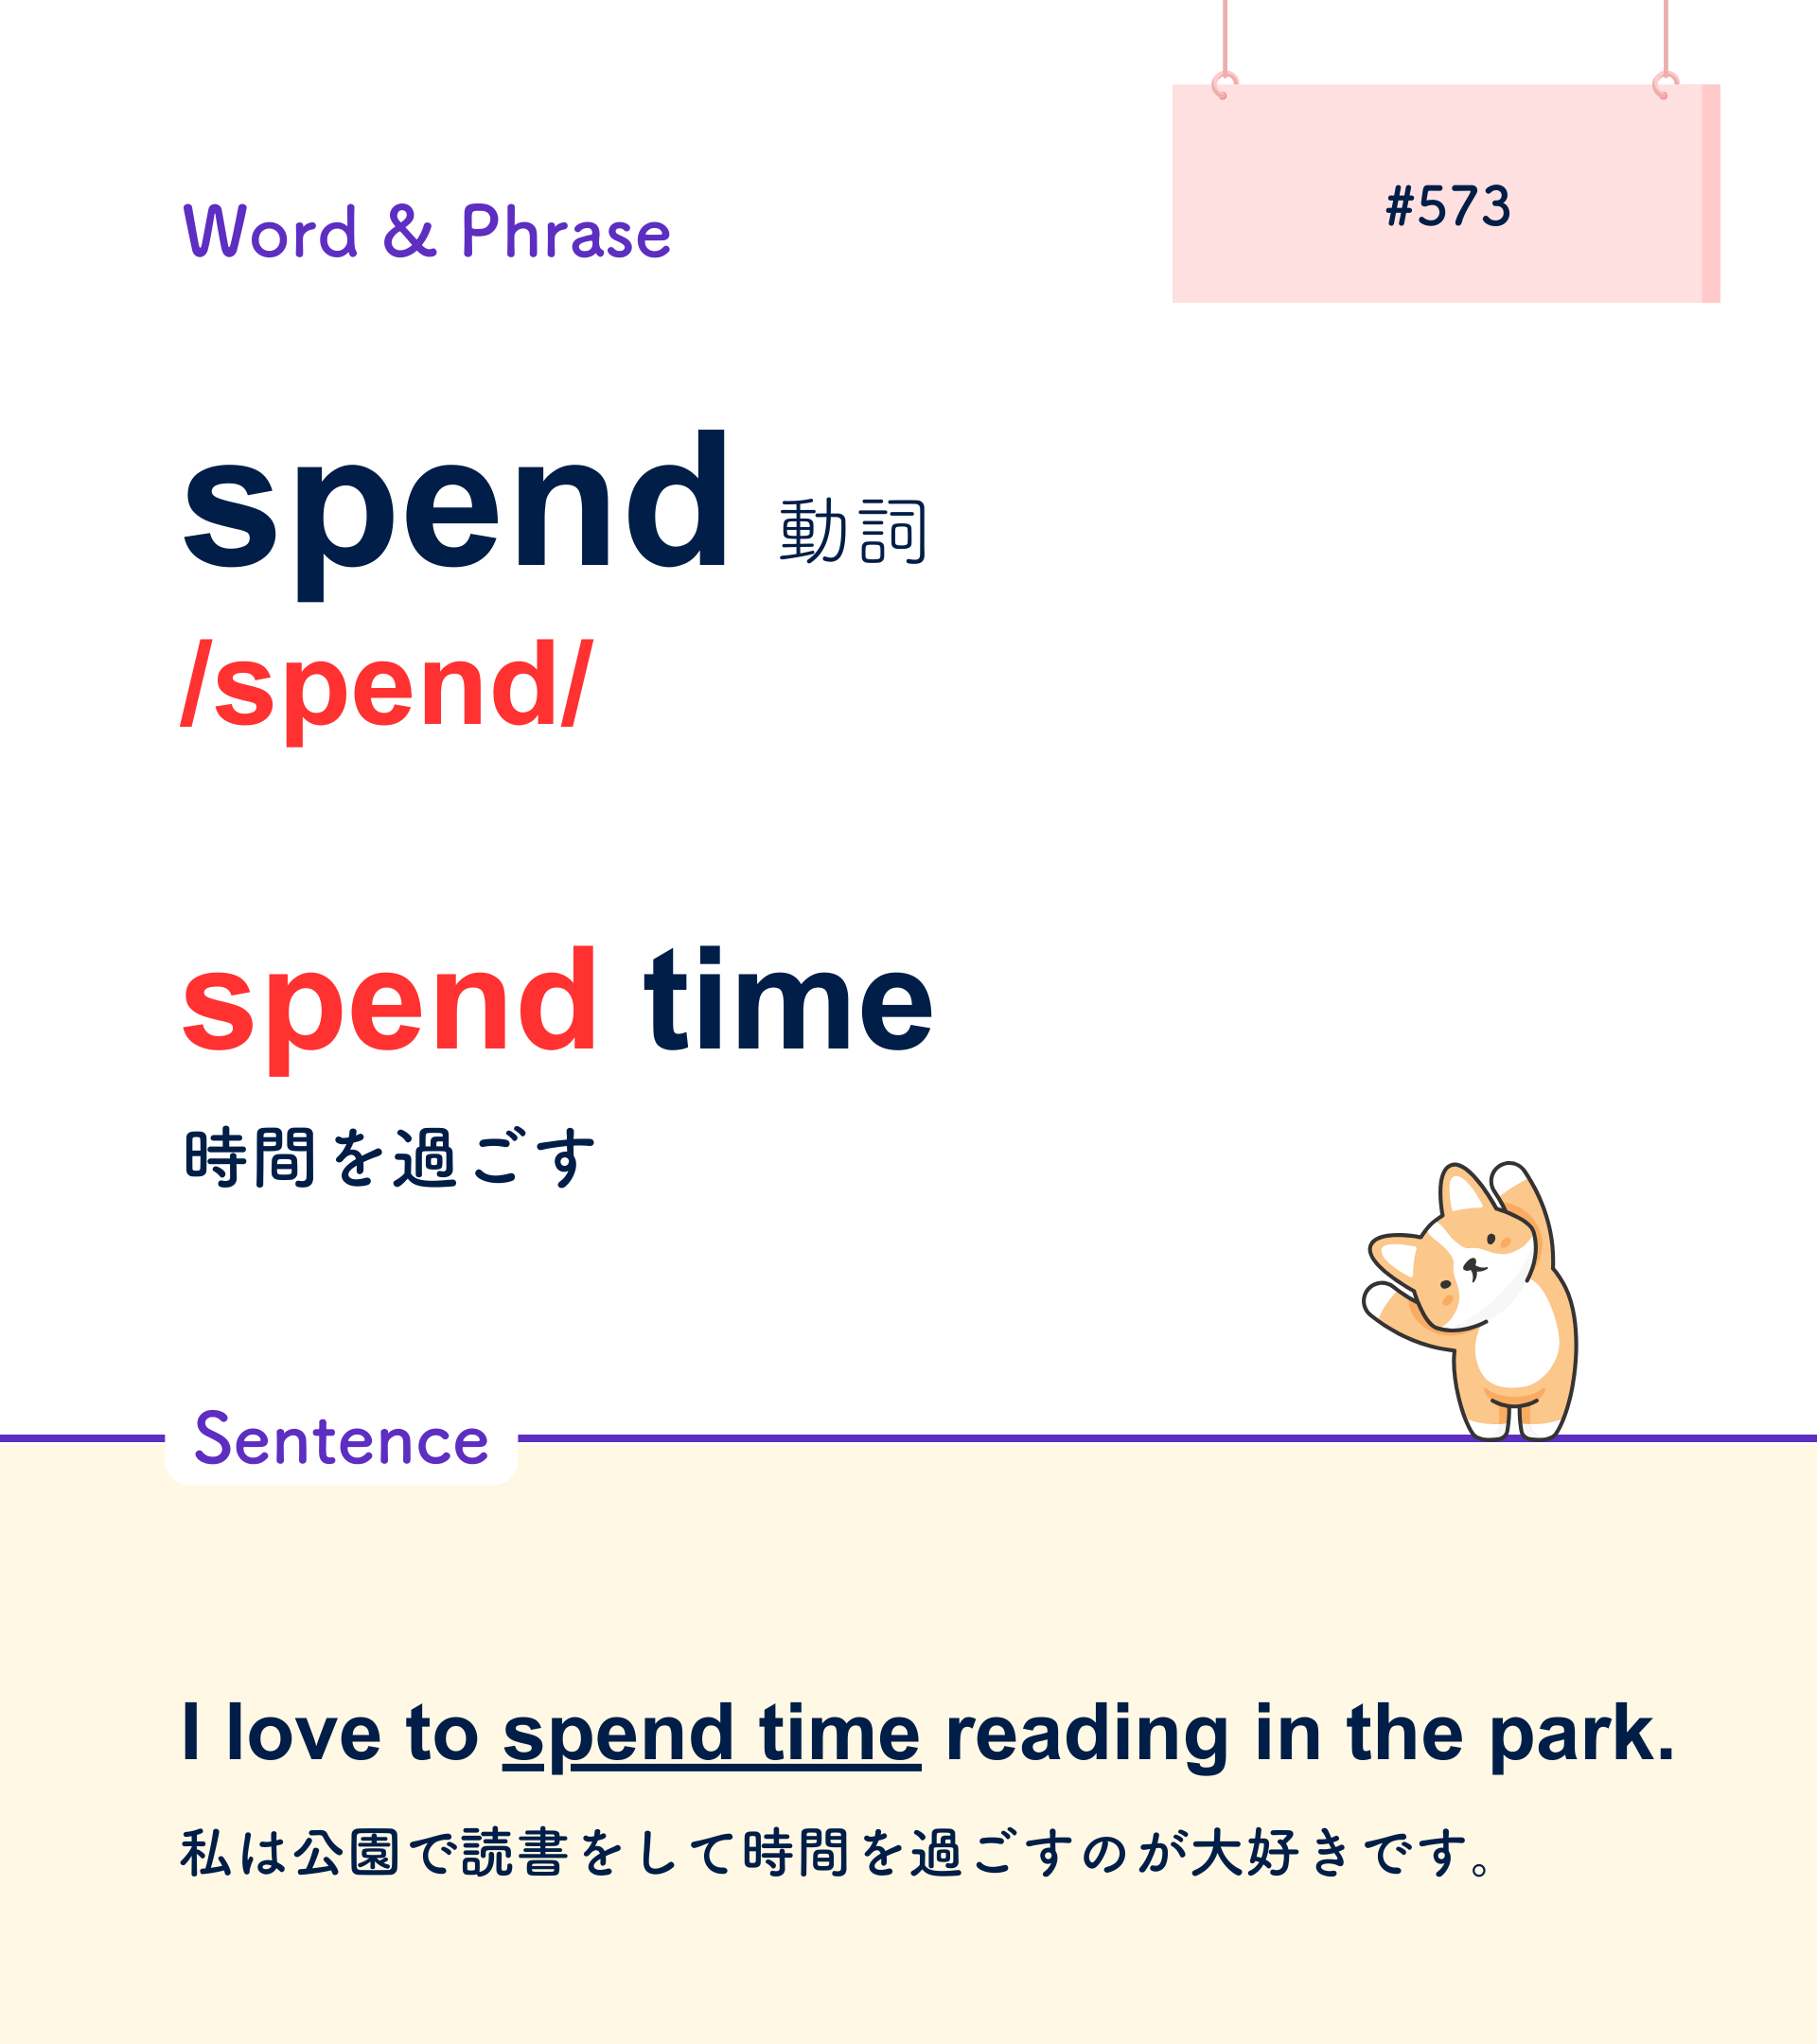 #573
Word & Phrase
spend 動詞
/spend/
spend time
時間を過ごす
Sentence
I love to spend time reading in the park.
私は公園で読書をして時間を過ごすのが大好きです。